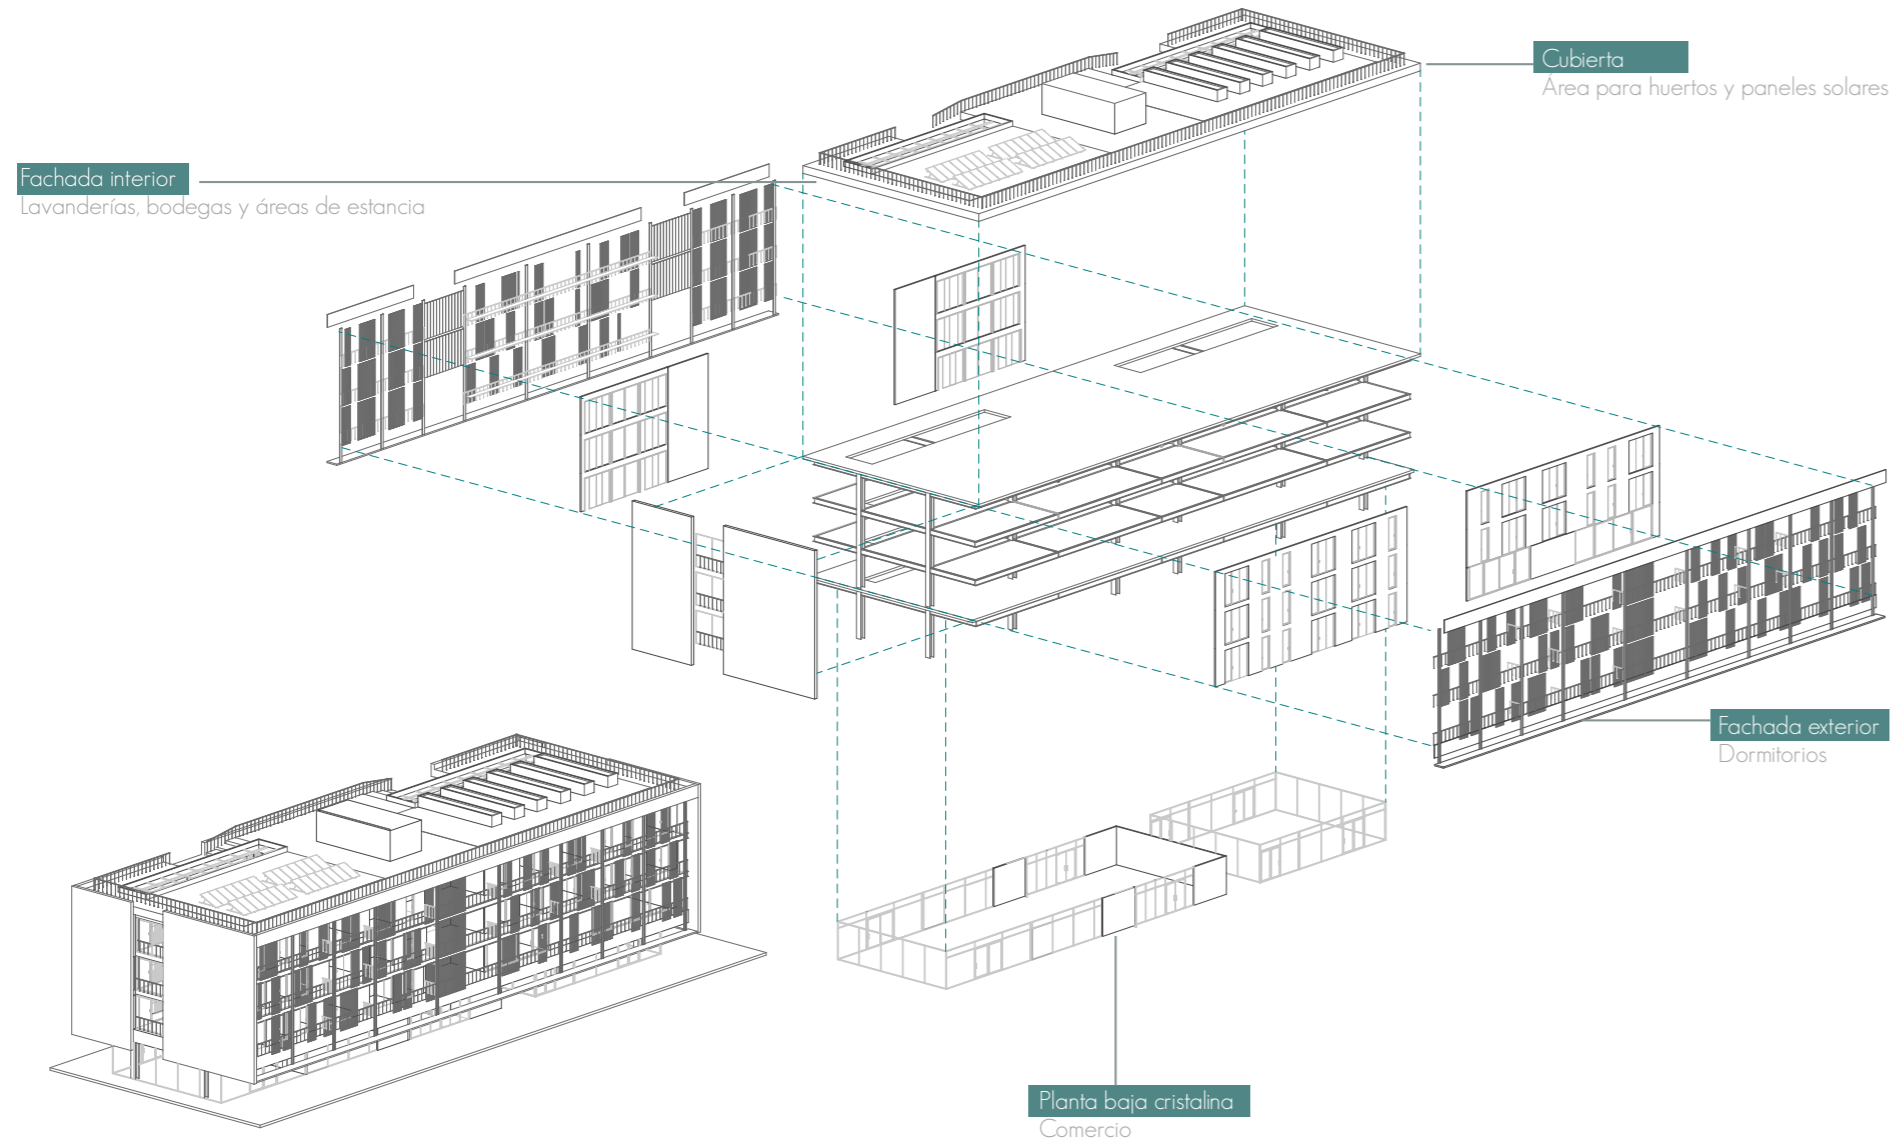 Cubierta
Área para huertos y paneles solares
Fachada interior
Lavanderías, bodegas y áreas de estancia
Fachada exterior
Dormitorios
Planta baja cristalina
Comercio